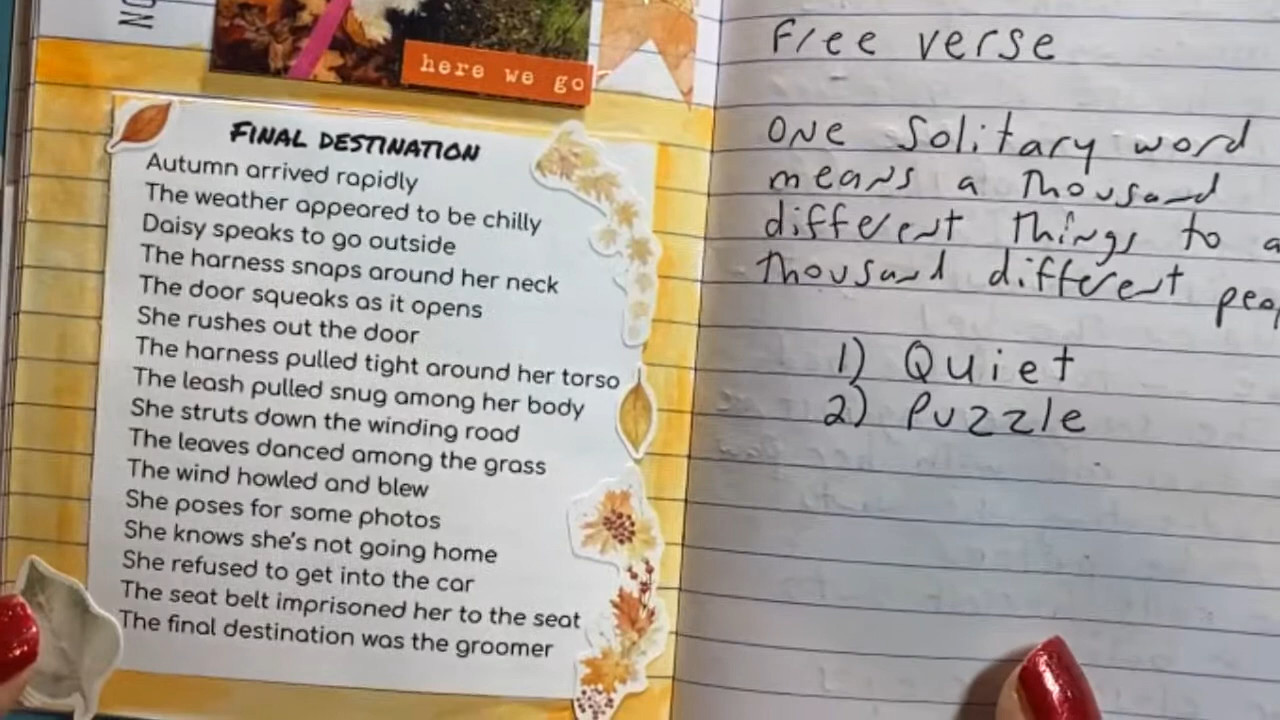 ON
here we go
FINAL DESTINATION
Autumn arrived rapidly
The weather appeared to be chilly
Daisy speaks to go outside
The harness snaps around her neck
The door squeaks as it opens
She rushes out the door
The harness pulled tight around her torso
The leash pulled snug among her body
She struts down the winding road
The leaves danced among the grass
The wind howled and blew
She poses for some photos
She knows she's not going home
She refused to get into the car
The seat belt imprisoned her to the seat
The final destination was the groomer
Free verse
One solitary word
means a thousand
different things to a
thousand different peo
1) Quiet
2) Puzzle